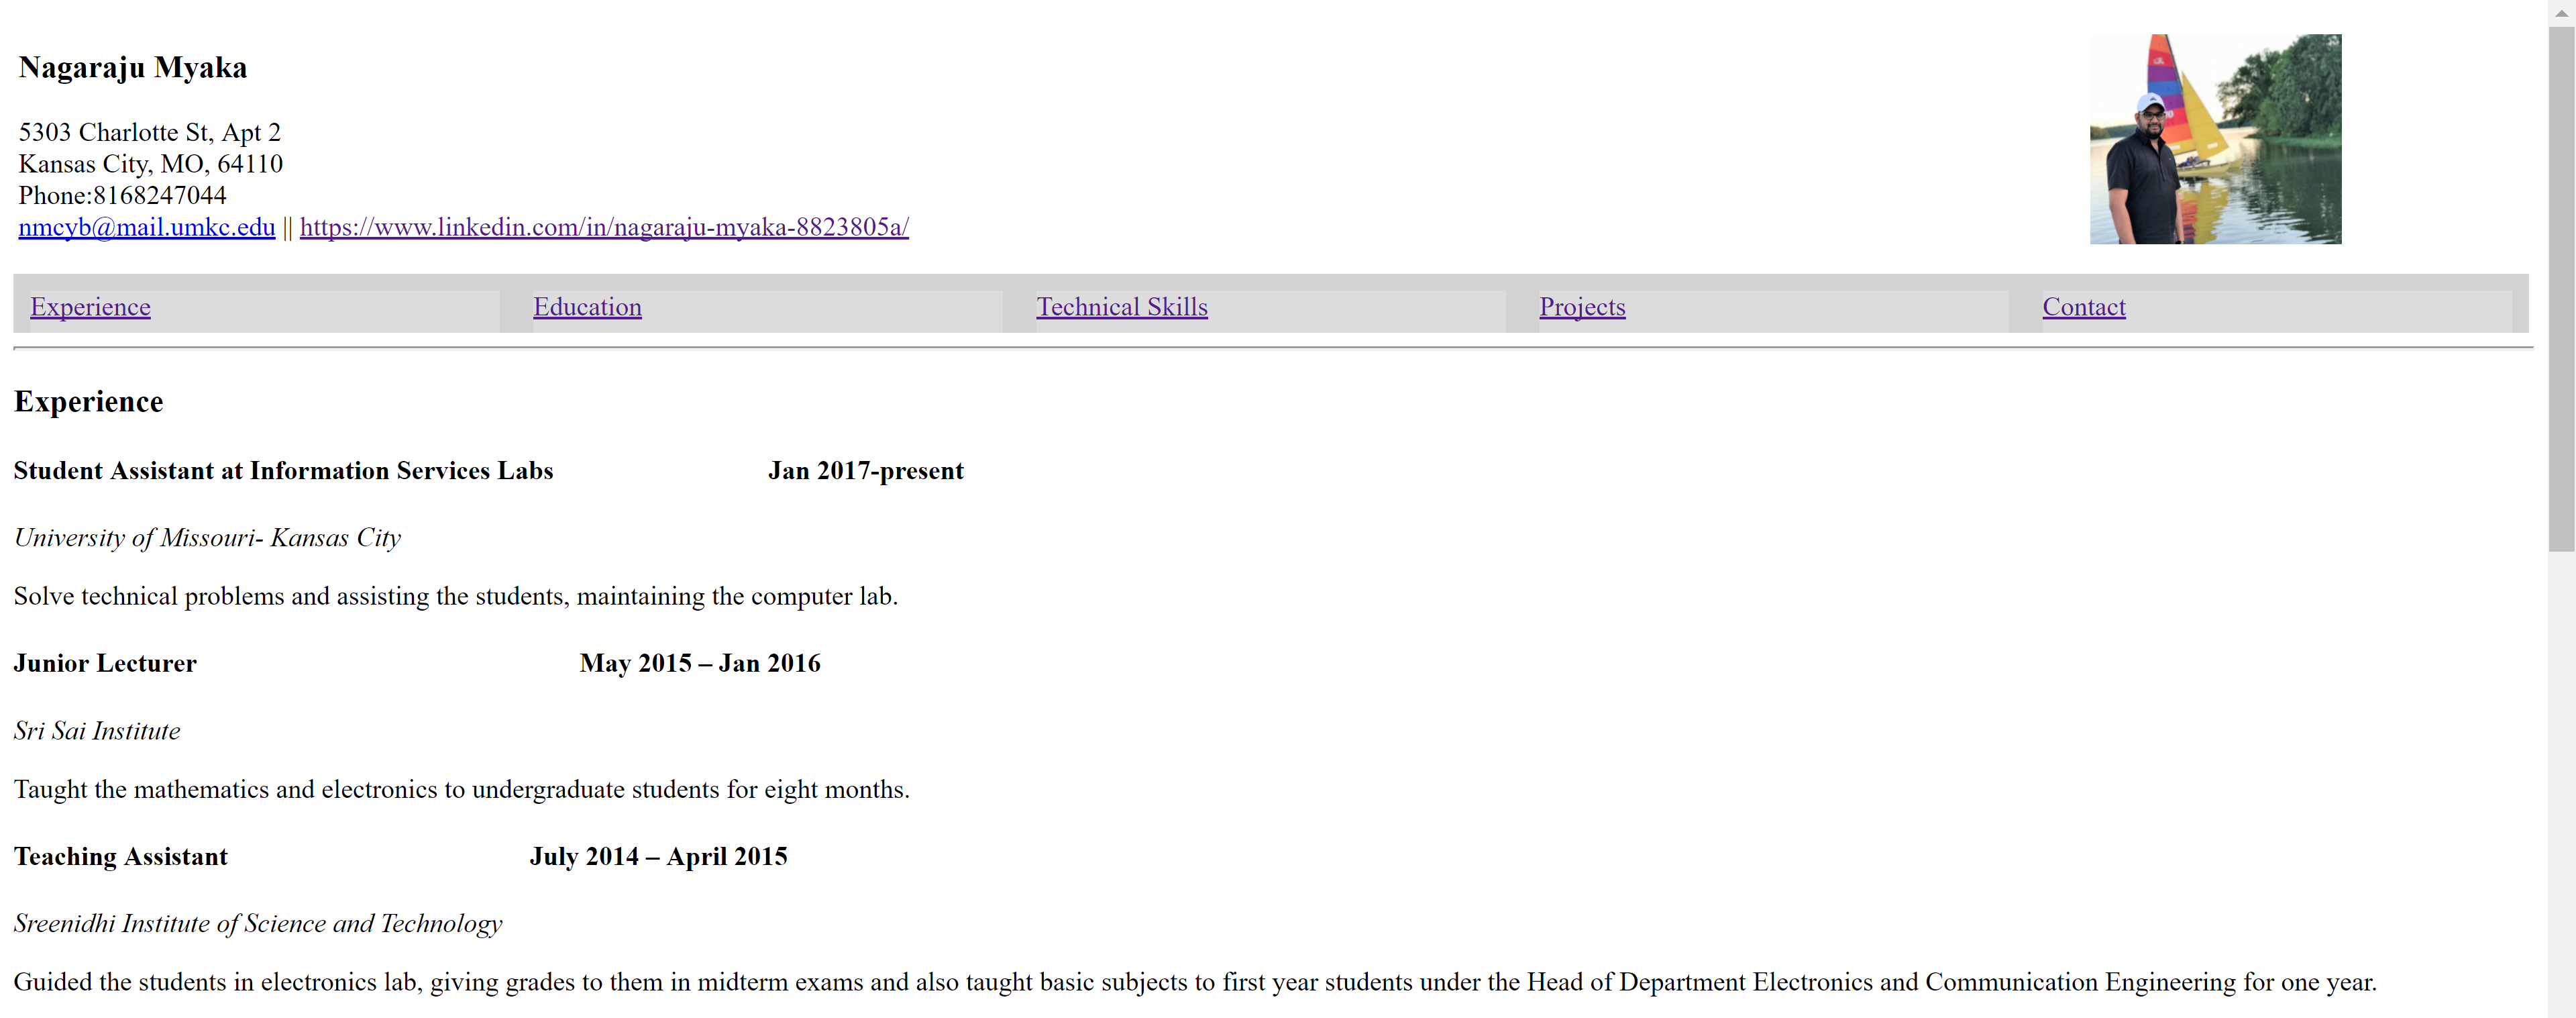 Nagaraju Myaka
5303 Charlotte St, Apt 2
Kansas City, MO, 64110
Phone:8168247044
nmcyb@mail.umkc.edu || https://www.linkedin.com/in/nagaraju-myaka-8823805a/
Experience Education Technical Skills Projects Contact
Experience
Student Assistant at Information Services Labs Jan 2017-present
University of Missouri- Kansas City
Solve technical problems and assisting the students, maintaining the computer lab.
Junior Lecturer May 2015 – Jan 2016
Sri Sai Institute
Taught the mathematics and electronics to undergraduate students for eight months.
Teaching Assistant July 2014 – April 2015
Sreenidhi Institute of Science and Technology
Guided the students in electronics lab, giving grades to them in midterm exams and also taught basic subjects to first year students under the Head of Department Electronics and Communication Engineering for one year.